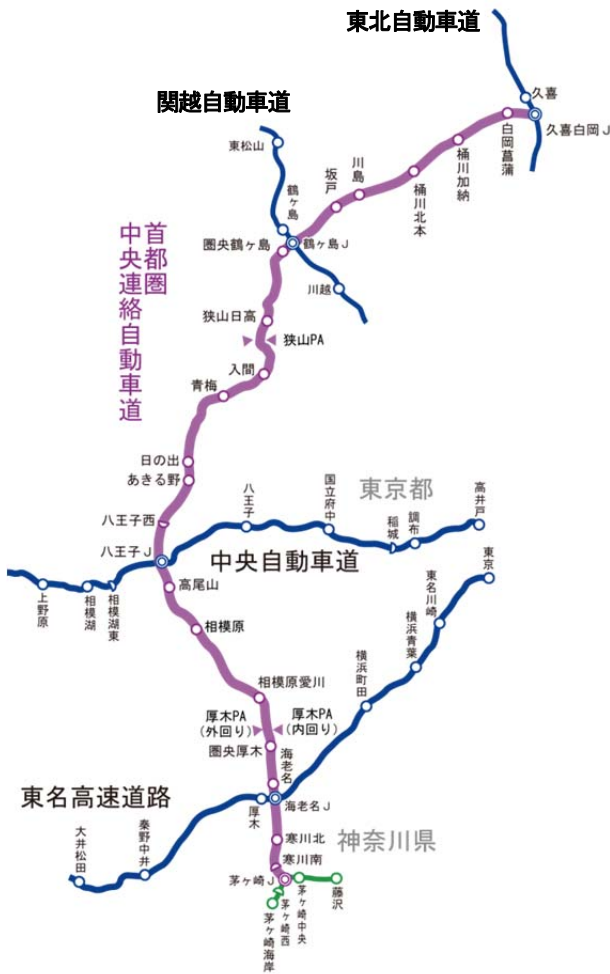 東北自動車道
関越自動車道
久喜
久喜白岡J
白岡菖蒲
桶川加納
桶川北本
川島
坂戸
東松山
鶴ヶ島
鶴ヶ島J
圏央鶴ヶ島
川越
首都圏
中央連絡自動車道
狭山日高
狭山PA
入間
青梅
日の出
あきる野
八王子西
八王子J
八王子
国立府中
東京都
稲城
調布
高井戸
中央自動車道
上野原
相模湖
相模湖東
高尾山
相模原
東京
東名川崎
横浜青葉
横浜町田
相模原愛川
厚木PA
(外回り)
厚木PA
(内回り)
圏央厚木
海老名
東名高速道路
厚木
海老名J
大井松田
秦野中井
寒川北
神奈川県
寒川南
茅ヶ崎J
茅ヶ崎海岸
茅ヶ崎西
茅ヶ崎中央
藤沢